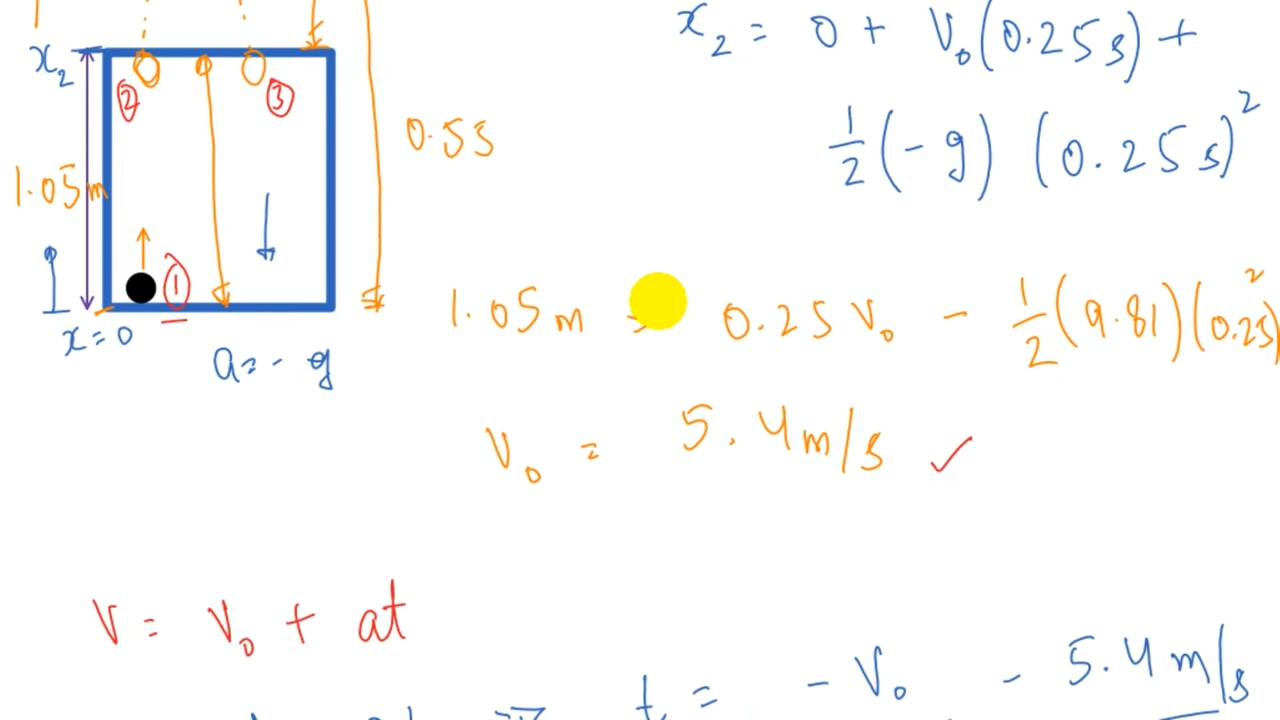 x₂ = 0 + V₀(0.25s) +
½(-g) (0.25s)²
x₂
②
③
0.5s
1.05m
①
x=0
a=-g
1.05m = 0.25V₀ - ½(9.81)(0.25)²
V₀ = 5.4m/s ✓
V = V₀ + at
t = -V₀ - 5.4m/s